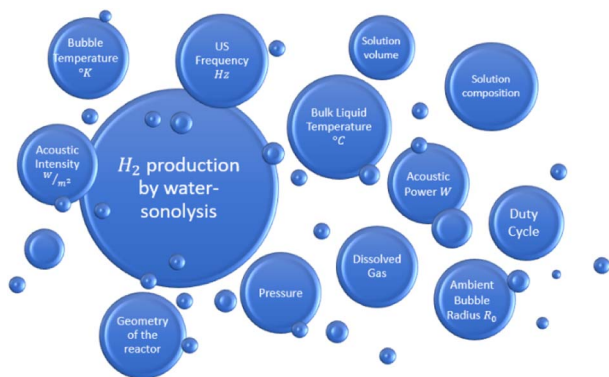 Bubble
Temperature
°K
US
Frequency
Hz
Solution
volume
Solution
composition
Bulk Liquid
Temperature
°C
Acoustic
Intensity
W/m²
H₂ production
by water-
sonolysis
Acoustic
Power W
Duty
Cycle
Dissolved
Gas
Pressure
Ambient
Bubble
Radius R₀
Geometry
of the
reactor